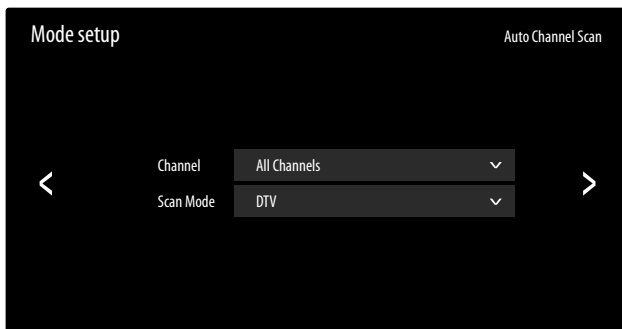 Mode setup
Auto Channel Scan
Channel All Channels
Scan Mode DTV